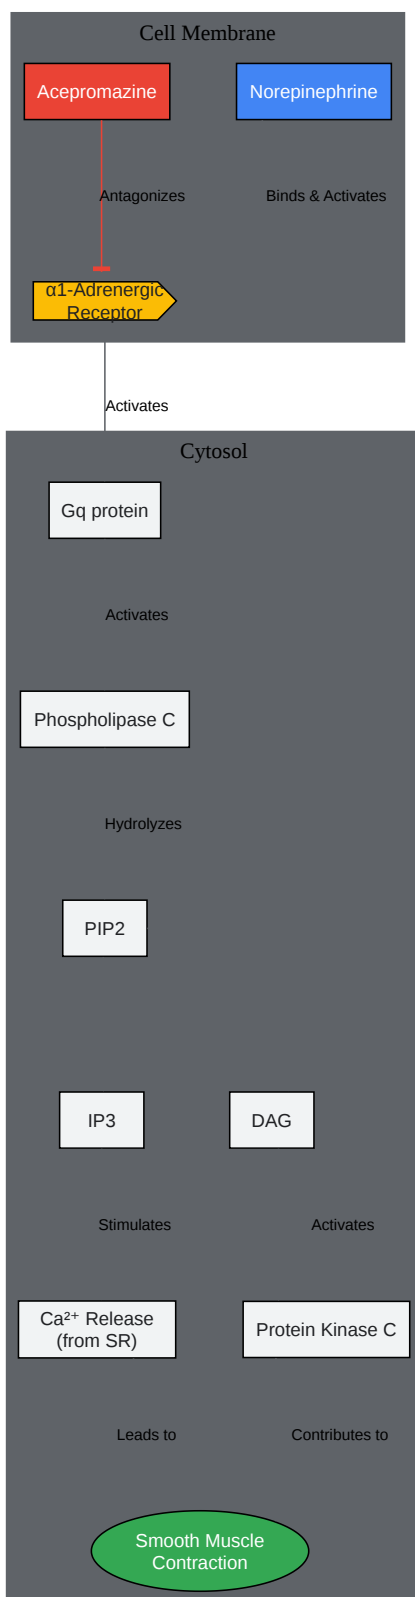 Cell Membrane
Acepromazine
Norepinephrine
Antagonizes
Binds & Activates
α1-Adrenergic
Receptor
Activates
Cytosol
Gq protein
Activates
Phospholipase C
Hydrolyzes
PIP2
IP3
DAG
Stimulates
Activates
Ca²⁺ Release
(from SR)
Protein Kinase C
Leads to
Contributes to
Smooth Muscle
Contraction